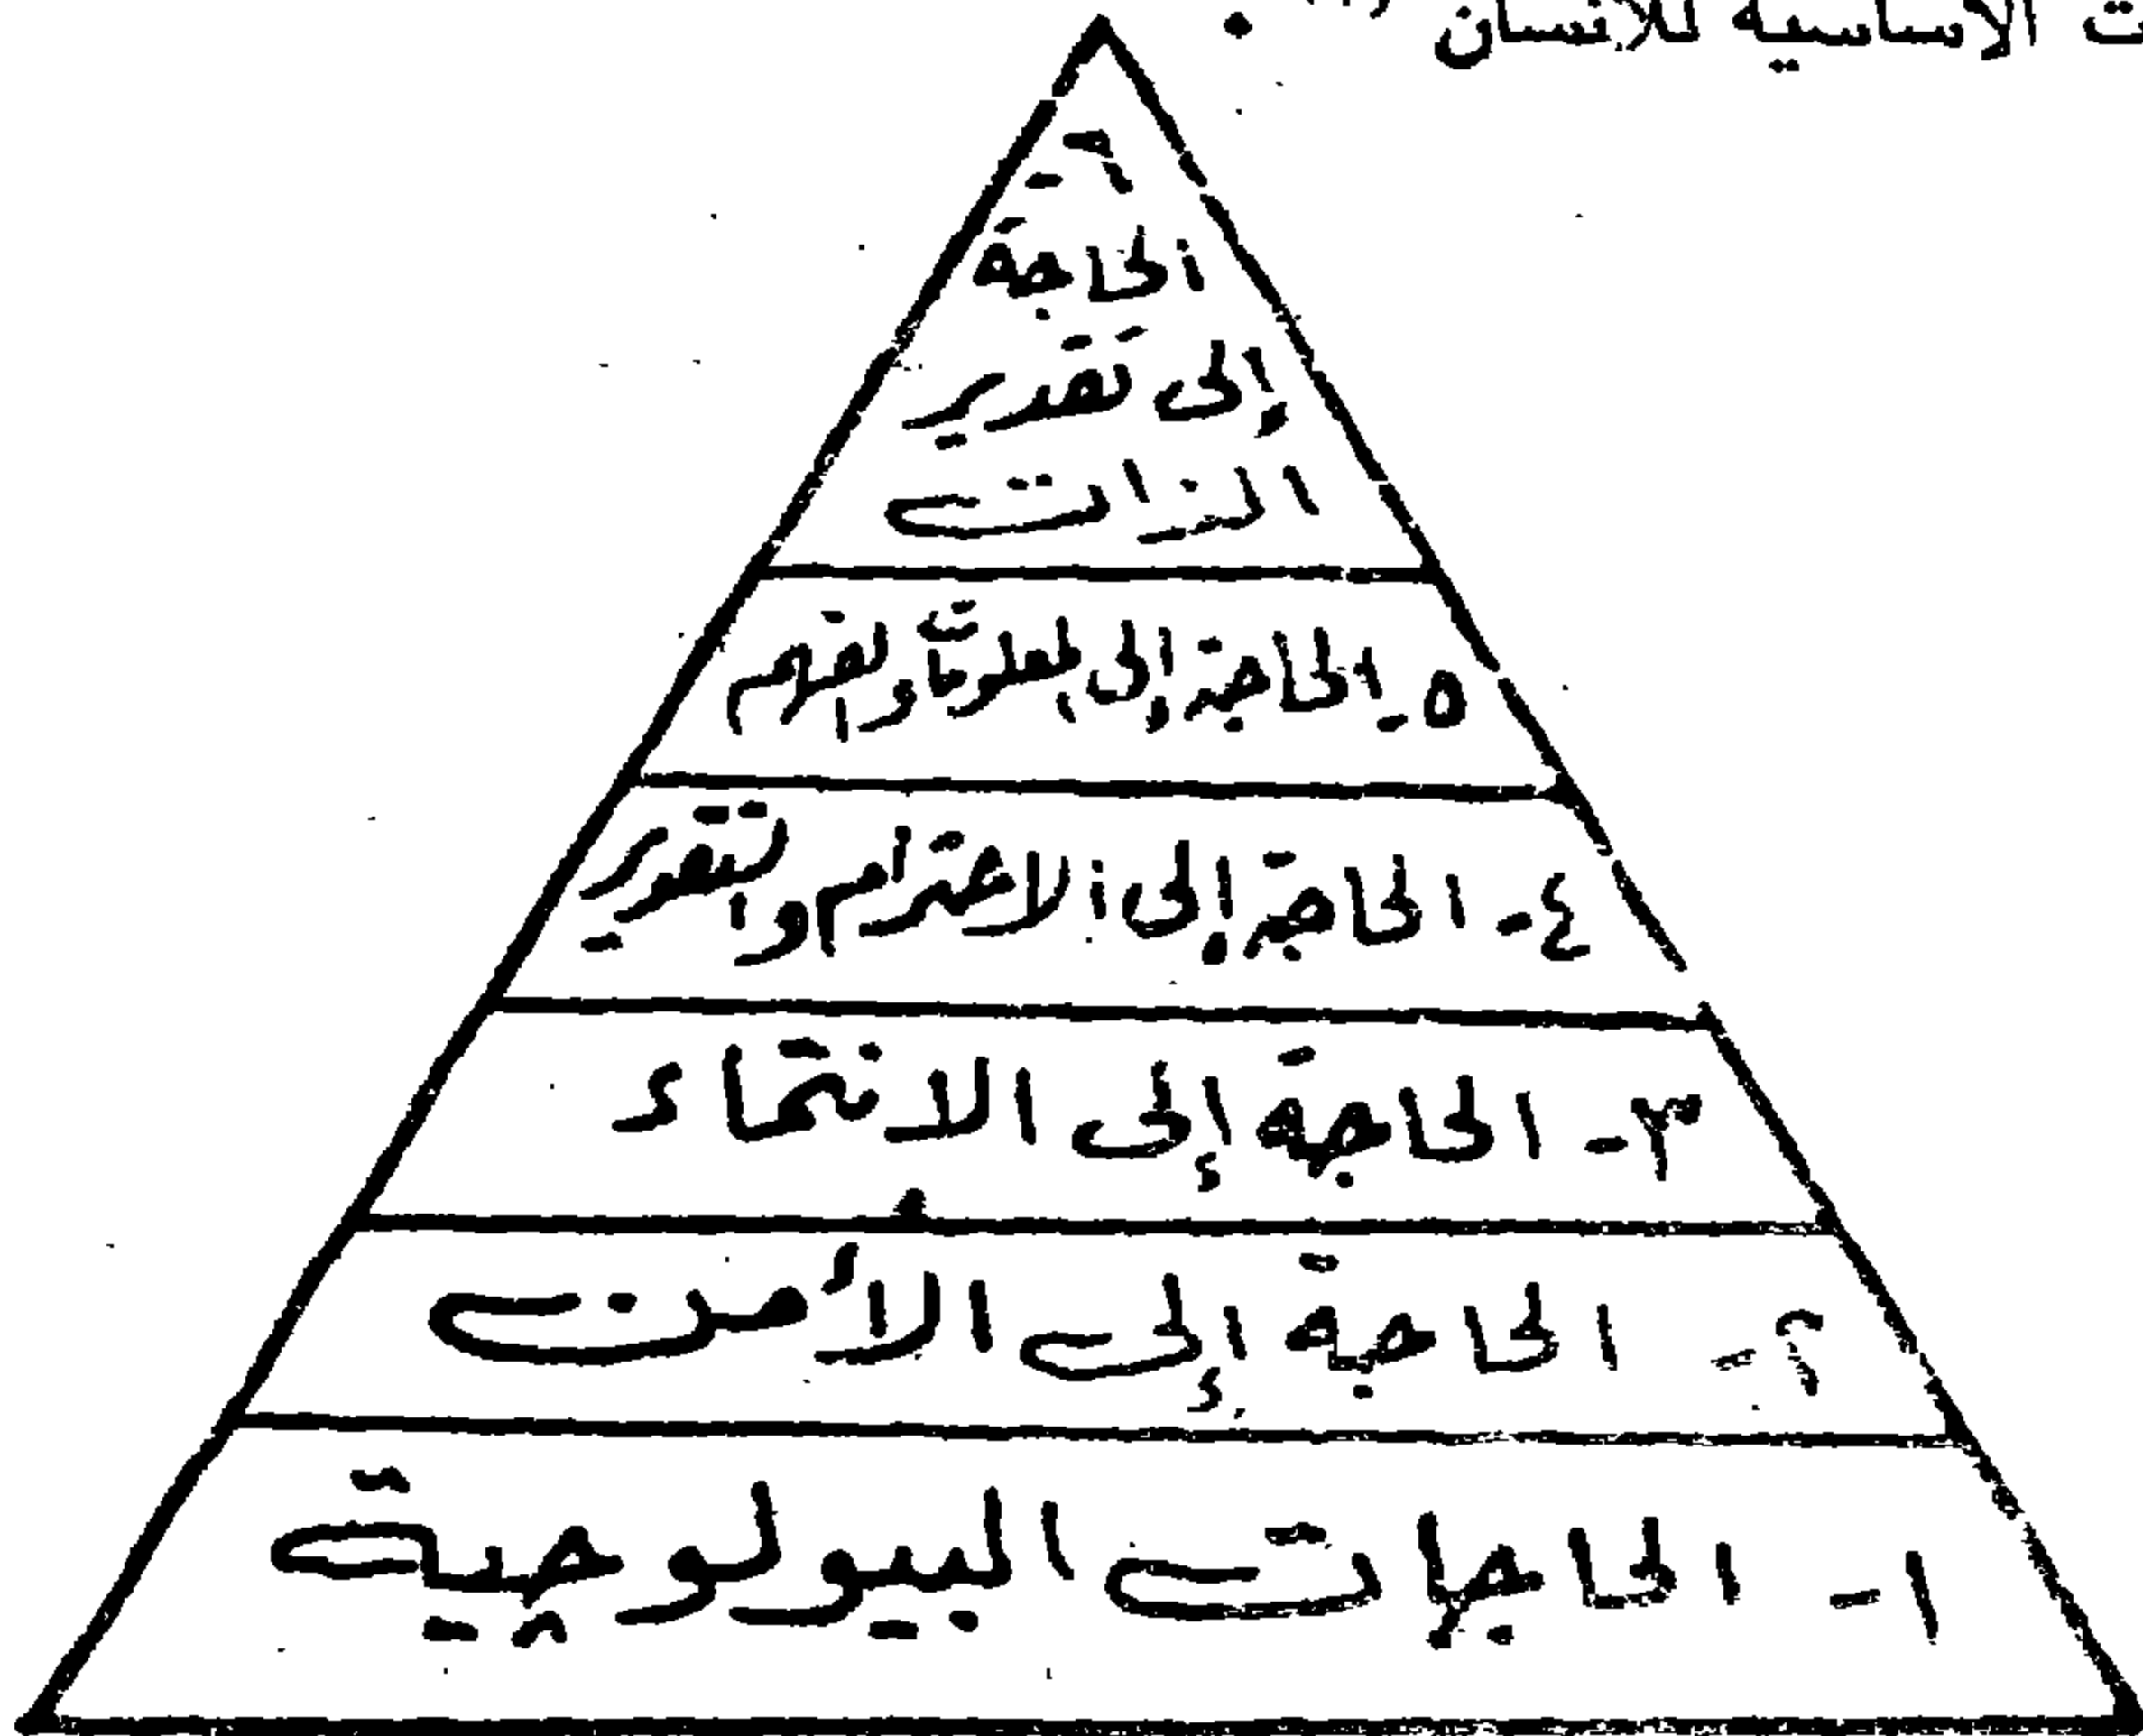 الأساسية للإنسان
٦ -
الحاجة
إلى تقدير
الذات
٥ - الحاجة إلى المعلومات والفهم
٤ - الحاجة إلى الاحترام والتقدير
٣ - الحاجة إلى الانتماء
٢ - الحاجة إلى الأمن
١ - الحاجات البيولوجية